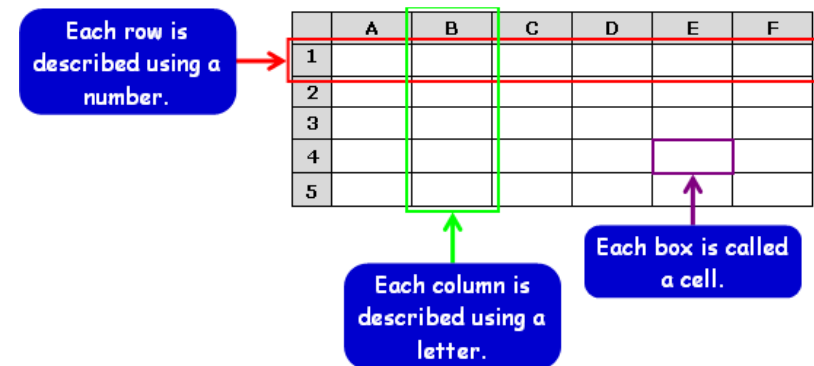 Each row is
described using a
number.
A B C D E F
1
2
3
4
5
Each box is called
a cell.
Each column is
described using a
letter.